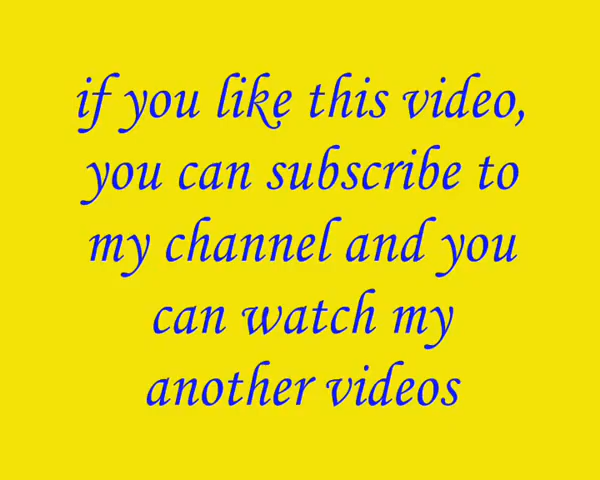 if you like this video,
you can subscribe to
my channel and you
can watch my
another videos